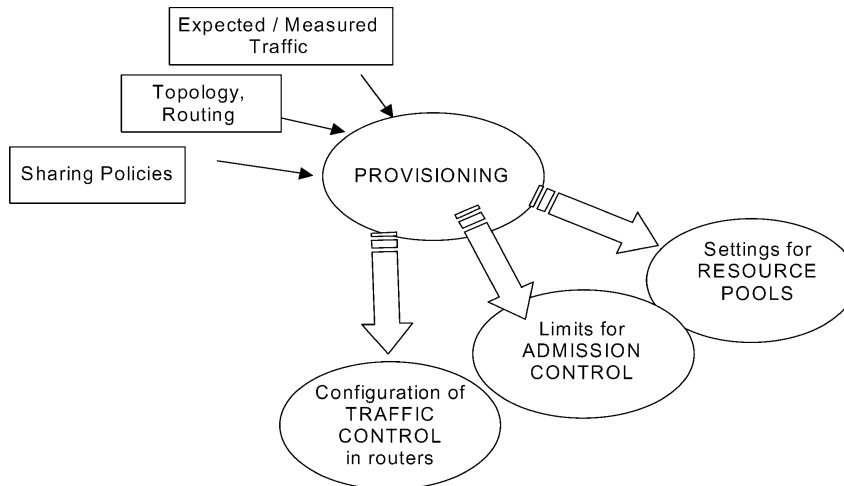 Expected / Measured
Traffic
Topology,
Routing
Sharing Policies
PROVISIONING
Settings for
RESOURCE
POOLS
Limits for
ADMISSION
CONTROL
Configuration of
TRAFFIC
CONTROL
in routers